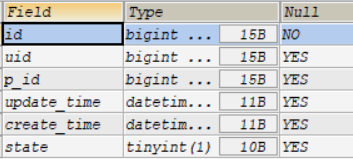 Field Type Null
id bigint ... 15B NO
uid bigint ... 15B YES
p_id bigint ... 15B YES
update_time datetim... 11B YES
create_time datetim... 11B YES
state tinyint(1) 10B YES